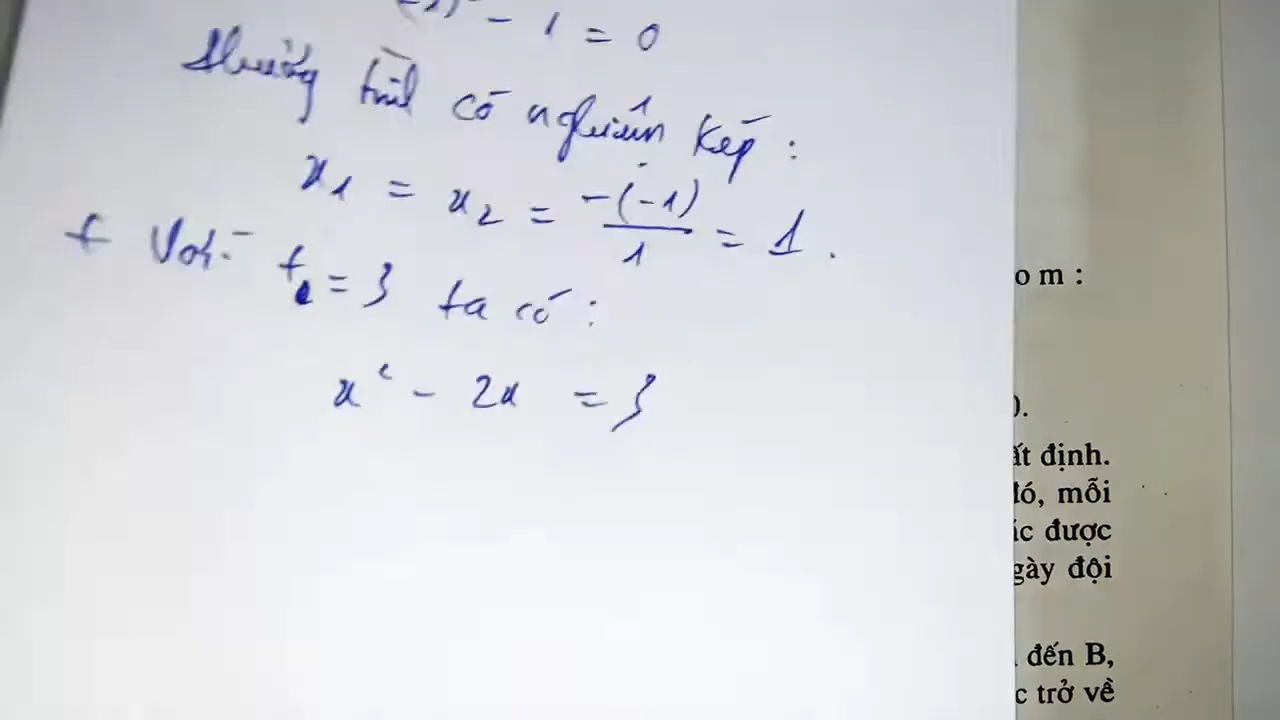 - 1 = 0
Phương trình có nghiệm kép :
x₁ = x₂ = -(-1)/1 = 1.
+ Với t₂ = 3 ta có :
x² - 2x = 3
o m :
).
ất định.
đó, mỗi
ác được
gày đội
đến B,
c trở về